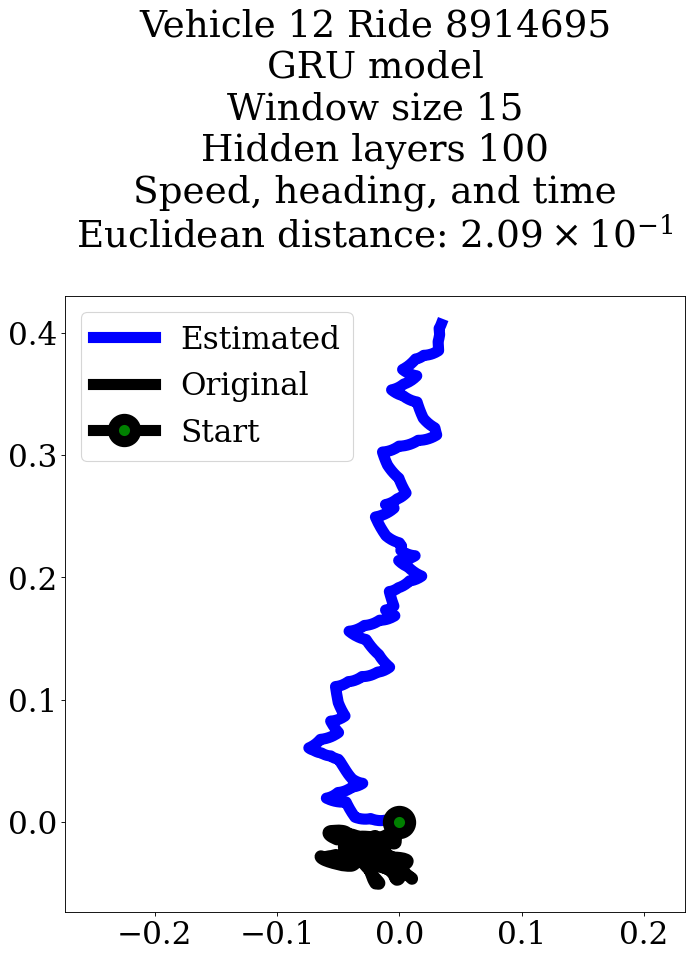 Vehicle 12 Ride 8914695
GRU model
Window size 15
Hidden layers 100
Speed, heading, and time
Euclidean distance: 2.09 × 10⁻¹
Estimated
Original
Start
0.4
0.3
0.2
0.1
0.0
−0.2
−0.1
0.0
0.1
0.2